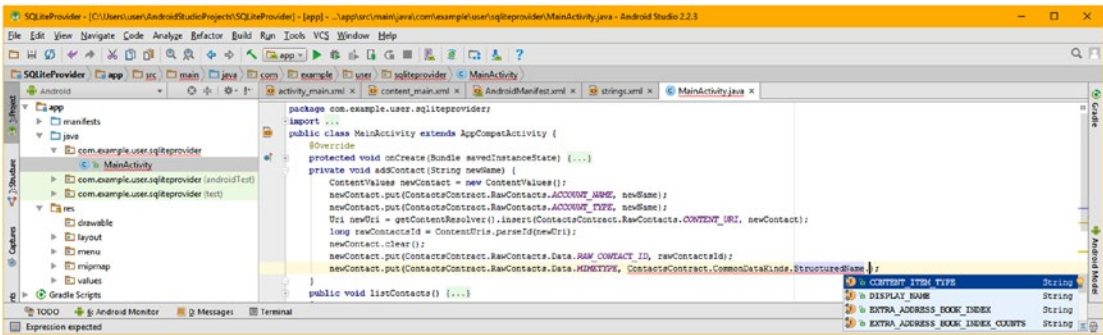 SQLiteProvider - [C:\Users\user\AndroidStudioProjects\SQLiteProvider] - [app] - ...\app\src\main\java\com\example\user\sqliteprovider\MainActivity.java - Android Studio 2.2.3
File Edit View Navigate Code Analyze Refactor Build Run Tools VCS Window Help
app
SQLiteProvider app src main java com example user sqliteprovider MainActivity
Android
activity_main.xml × content_main.xml × AndroidManifest.xml × strings.xml × MainActivity.java ×
1: Project
7: Structure
Captures
app
manifests
java
com.example.user.sqliteprovider
MainActivity
com.example.user.sqliteprovider (androidTest)
com.example.user.sqliteprovider (test)
res
drawable
layout
menu
mipmap
values
Gradle Scripts
package com.example.user.sqliteprovider;
import ...
public class MainActivity extends AppCompatActivity {
@Override
protected void onCreate(Bundle savedInstanceState) {...}
private void addContact(String newName) {
ContentValues newContact = new ContentValues();
newContact.put(ContactsContract.RawContacts.ACCOUNT_NAME, newName);
newContact.put(ContactsContract.RawContacts.ACCOUNT_TYPE, newName);
Uri newUri = getContentResolver().insert(ContactsContract.RawContacts.CONTENT_URI, newContact);
long rawContactsId = ContentUris.parseId(newUri);
newContact.clear();
newContact.put(ContactsContract.RawContacts.Data.RAW_CONTACT_ID, rawContactsId);
newContact.put(ContactsContract.RawContacts.Data.MIMETYPE, ContactsContract.CommonDataKinds.StructuredName.);
}
public void listContacts() {...}
CONTENT_ITEM_TYPE String
DISPLAY_NAME String
EXTRA_ADDRESS_BOOK_INDEX String
EXTRA_ADDRESS_BOOK_INDEX_COUNTS String
Gradle
Android Model
TODO 6: Android Monitor 0: Messages Terminal
Expression expected